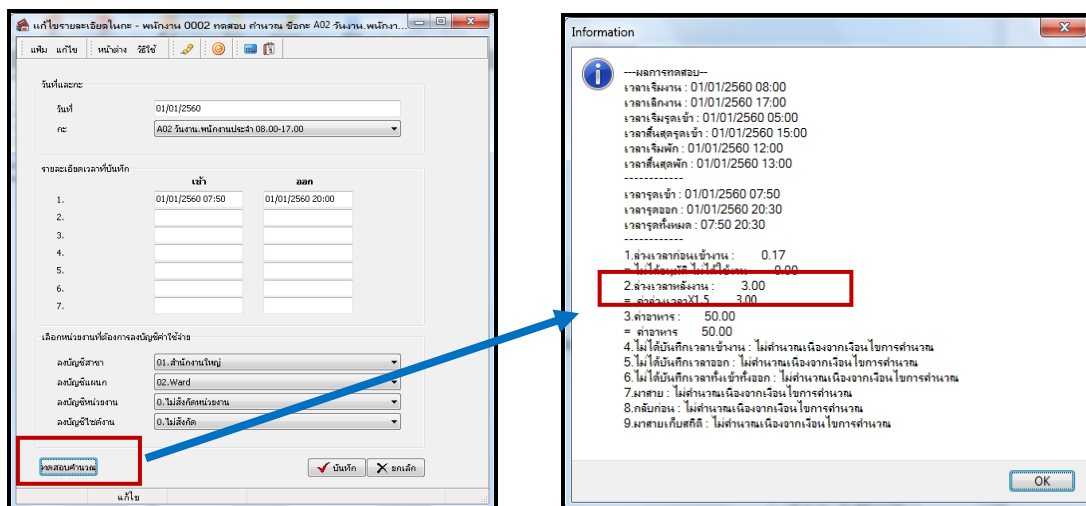 แก้ไขรายละเอียดในกะ - พนักงาน 0002 ทดสอบ คำนวณ ชื่อกะ A02 วันงาน.พนักงา...
แฟ้ม แก้ไข หน้าต่าง วิธีใช้
วันที่และกะ
วันที่ 01/01/2560
กะ A02 วันงาน.พนักงานประจำ 08.00-17.00
รายละเอียดเวลาที่บันทึก
เข้า ออก
1. 01/01/2560 07:50 01/01/2560 20:00
2.
3.
4.
5.
6.
7.
เลือกหน่วยงานที่ต้องการลงบัญชีค่าใช้จ่าย
ลงบัญชีสาขา 01.สำนักงานใหญ่
ลงบัญชีแผนก 02.Ward
ลงบัญชีหน่วยงาน 0.ไม่สังกัดหน่วยงาน
ลงบัญชีไซต์งาน 0.ไม่สังกัด
ทดสอบคำนวณ บันทึก ยกเลิก
แก้ไข
Information
---ผลการทดสอบ--
เวลาเริ่มงาน : 01/01/2560 08:00
เวลาเลิกงาน : 01/01/2560 17:00
เวลาเริ่มรูดเข้า : 01/01/2560 05:00
เวลาสิ้นสุดรูดเข้า : 01/01/2560 15:00
เวลาเริ่มพัก : 01/01/2560 12:00
เวลาสิ้นสุดพัก : 01/01/2560 13:00
------------
เวลารูดเข้า : 01/01/2560 07:50
เวลารูดออก : 01/01/2560 20:30
เวลารูดทั้งหมด : 07:50 20:30
------------
1.ล่วงเวลาก่อนเข้างาน : 0.17
= ไม่ได้อนุมัติ ไม่ได้ใช้งาน 0.00
2.ล่วงเวลาหลังงาน : 3.00
= ค่าล่วงเวลาX1.5 3.00
3.ค่าอาหาร : 50.00
= ค่าอาหาร 50.00
4.ไม่ได้บันทึกเวลาเข้างาน : ไม่คำนวณเนื่องจากเงื่อนไขการคำนวณ
5.ไม่ได้บันทึกเวลาออก : ไม่คำนวณเนื่องจากเงื่อนไขการคำนวณ
6.ไม่ได้บันทึกเวลาทั้งเข้าทั้งออก : ไม่คำนวณเนื่องจากเงื่อนไขการคำนวณ
7.มาสาย : ไม่คำนวณเนื่องจากเงื่อนไขการคำนวณ
8.กลับก่อน : ไม่คำนวณเนื่องจากเงื่อนไขการคำนวณ
9.มาสายเก็บสถิติ : ไม่คำนวณเนื่องจากเงื่อนไขการคำนวณ
OK